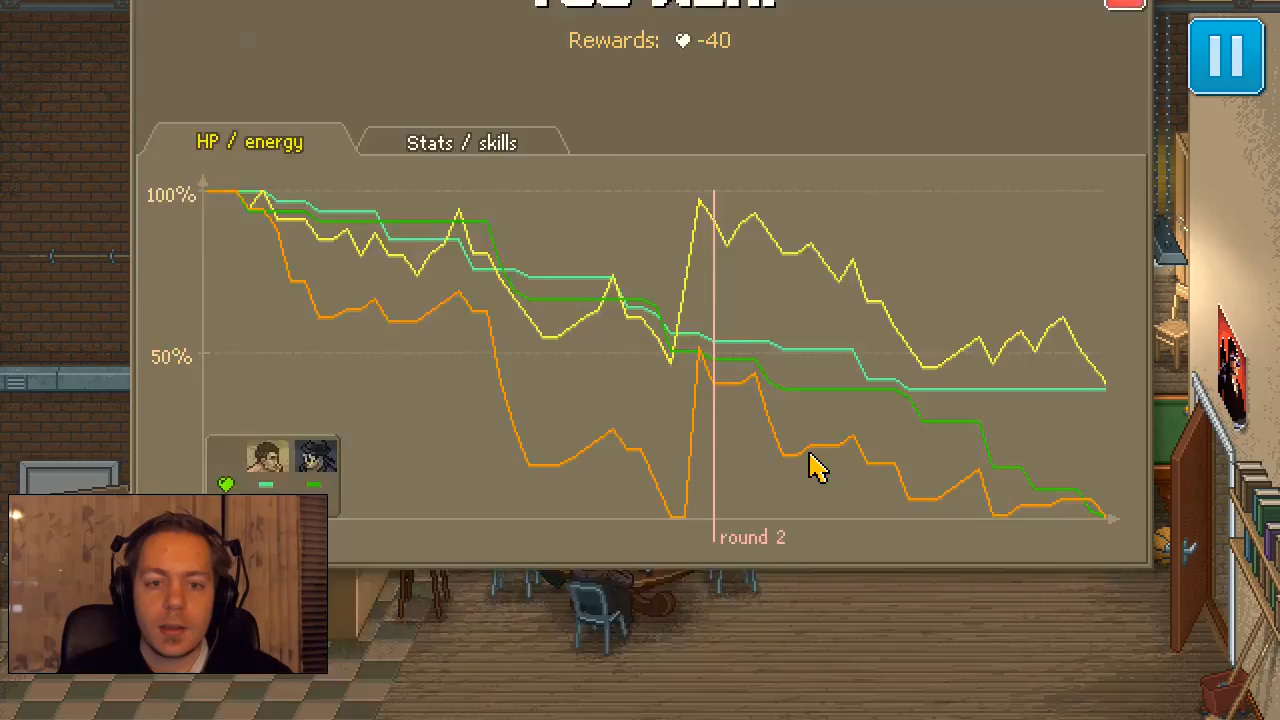 Rewards: -40
HP / energy
Stats / skills
100%
50%
round 2